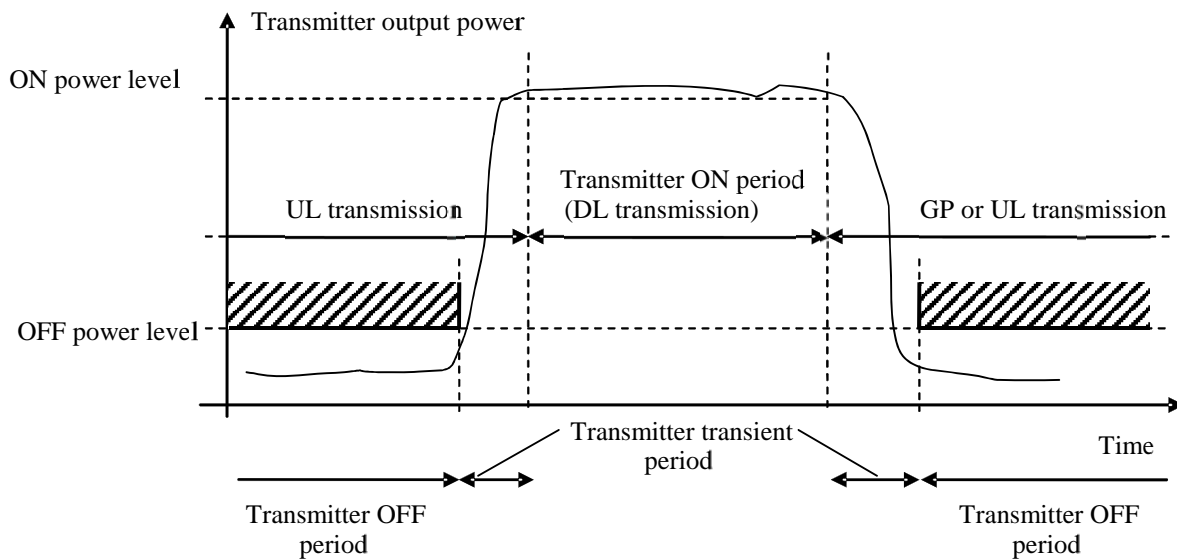 Transmitter output power
ON power level
Transmitter ON period
(DL transmission)
UL transmission
GP or UL transmission
OFF power level
Transmitter transient
period
Time
Transmitter OFF
period
Transmitter OFF
period